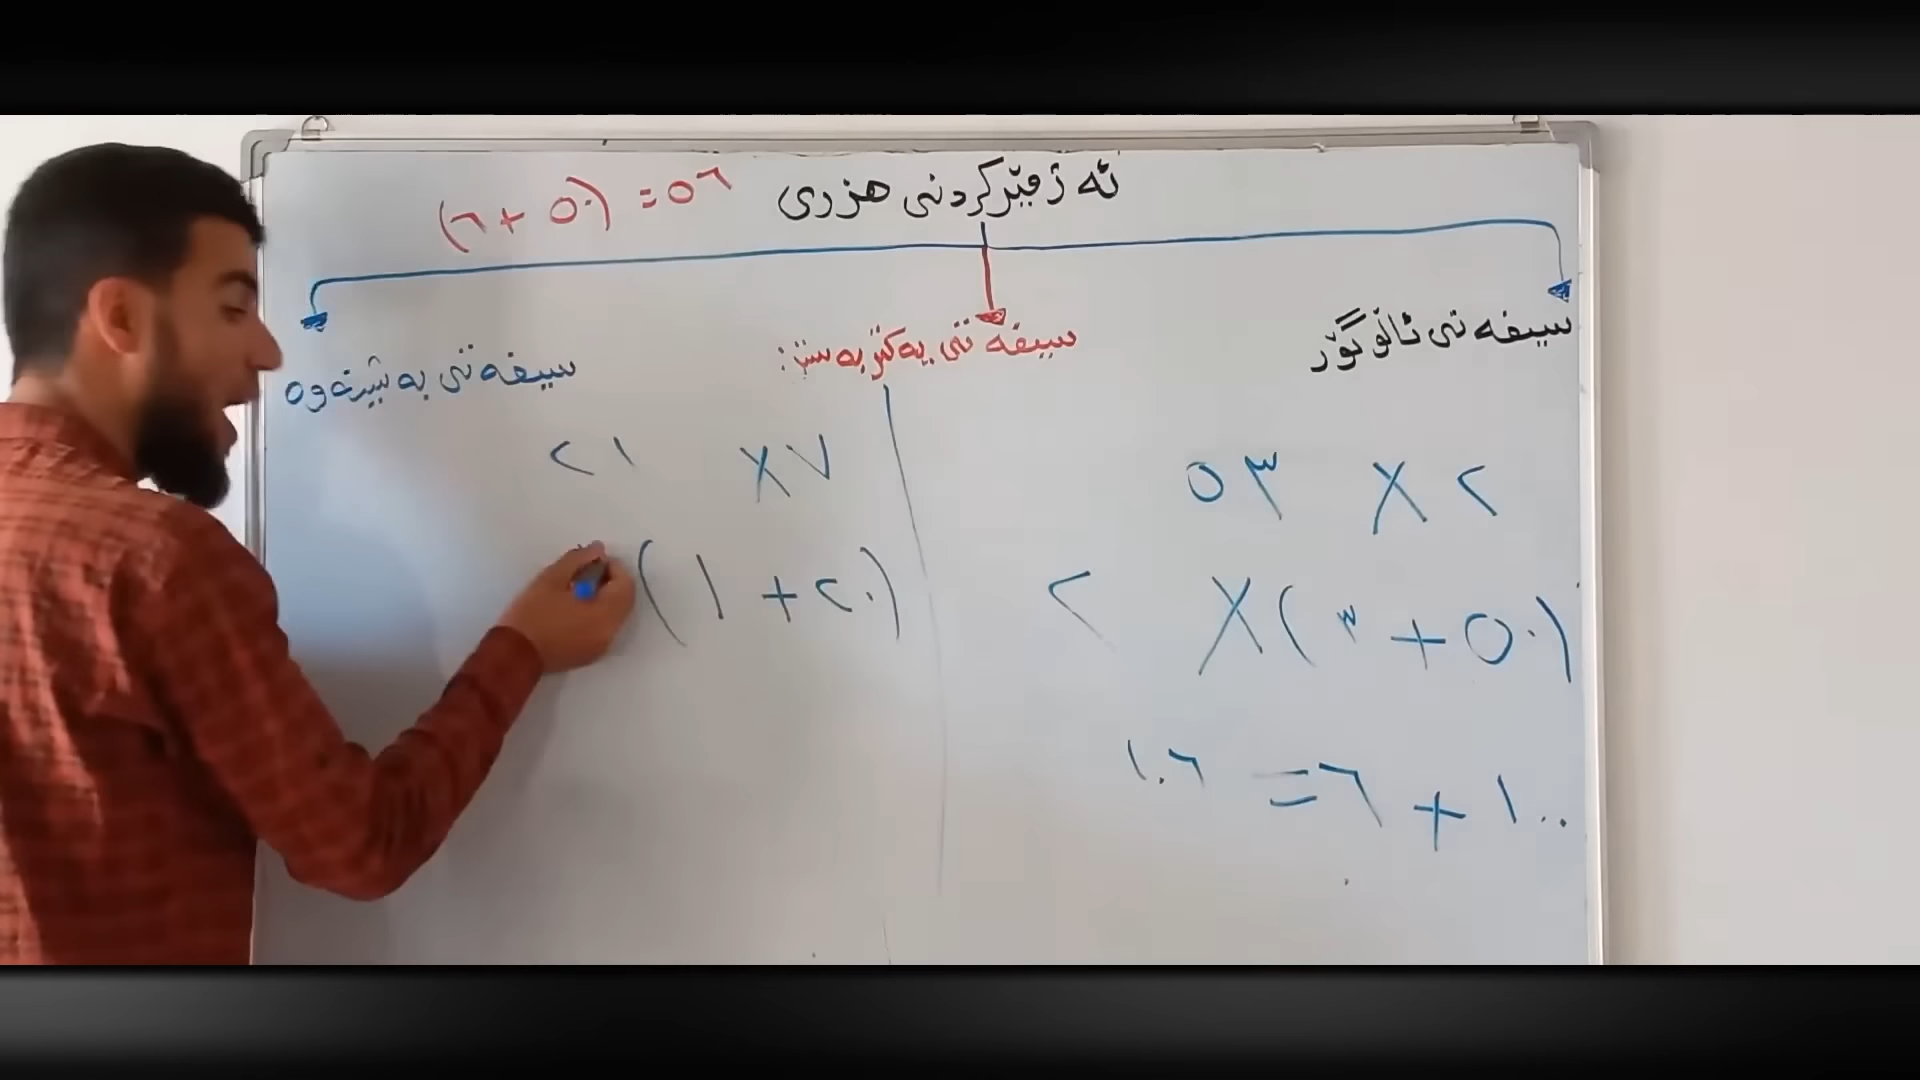 ئەژمێرکردنی هزری
(٦ + ٥٠) = ٥٦
سیفەتی ئاڵوگۆڕ
سیفەتی یەکتربەستن:
سیفەتی بەشینەوە
٥٣ × ٢
٢ × (٣ + ٥٠)
١٠٦ = ٦ + ١٠٠
٢١ × ٧
(١ + ٢٠)